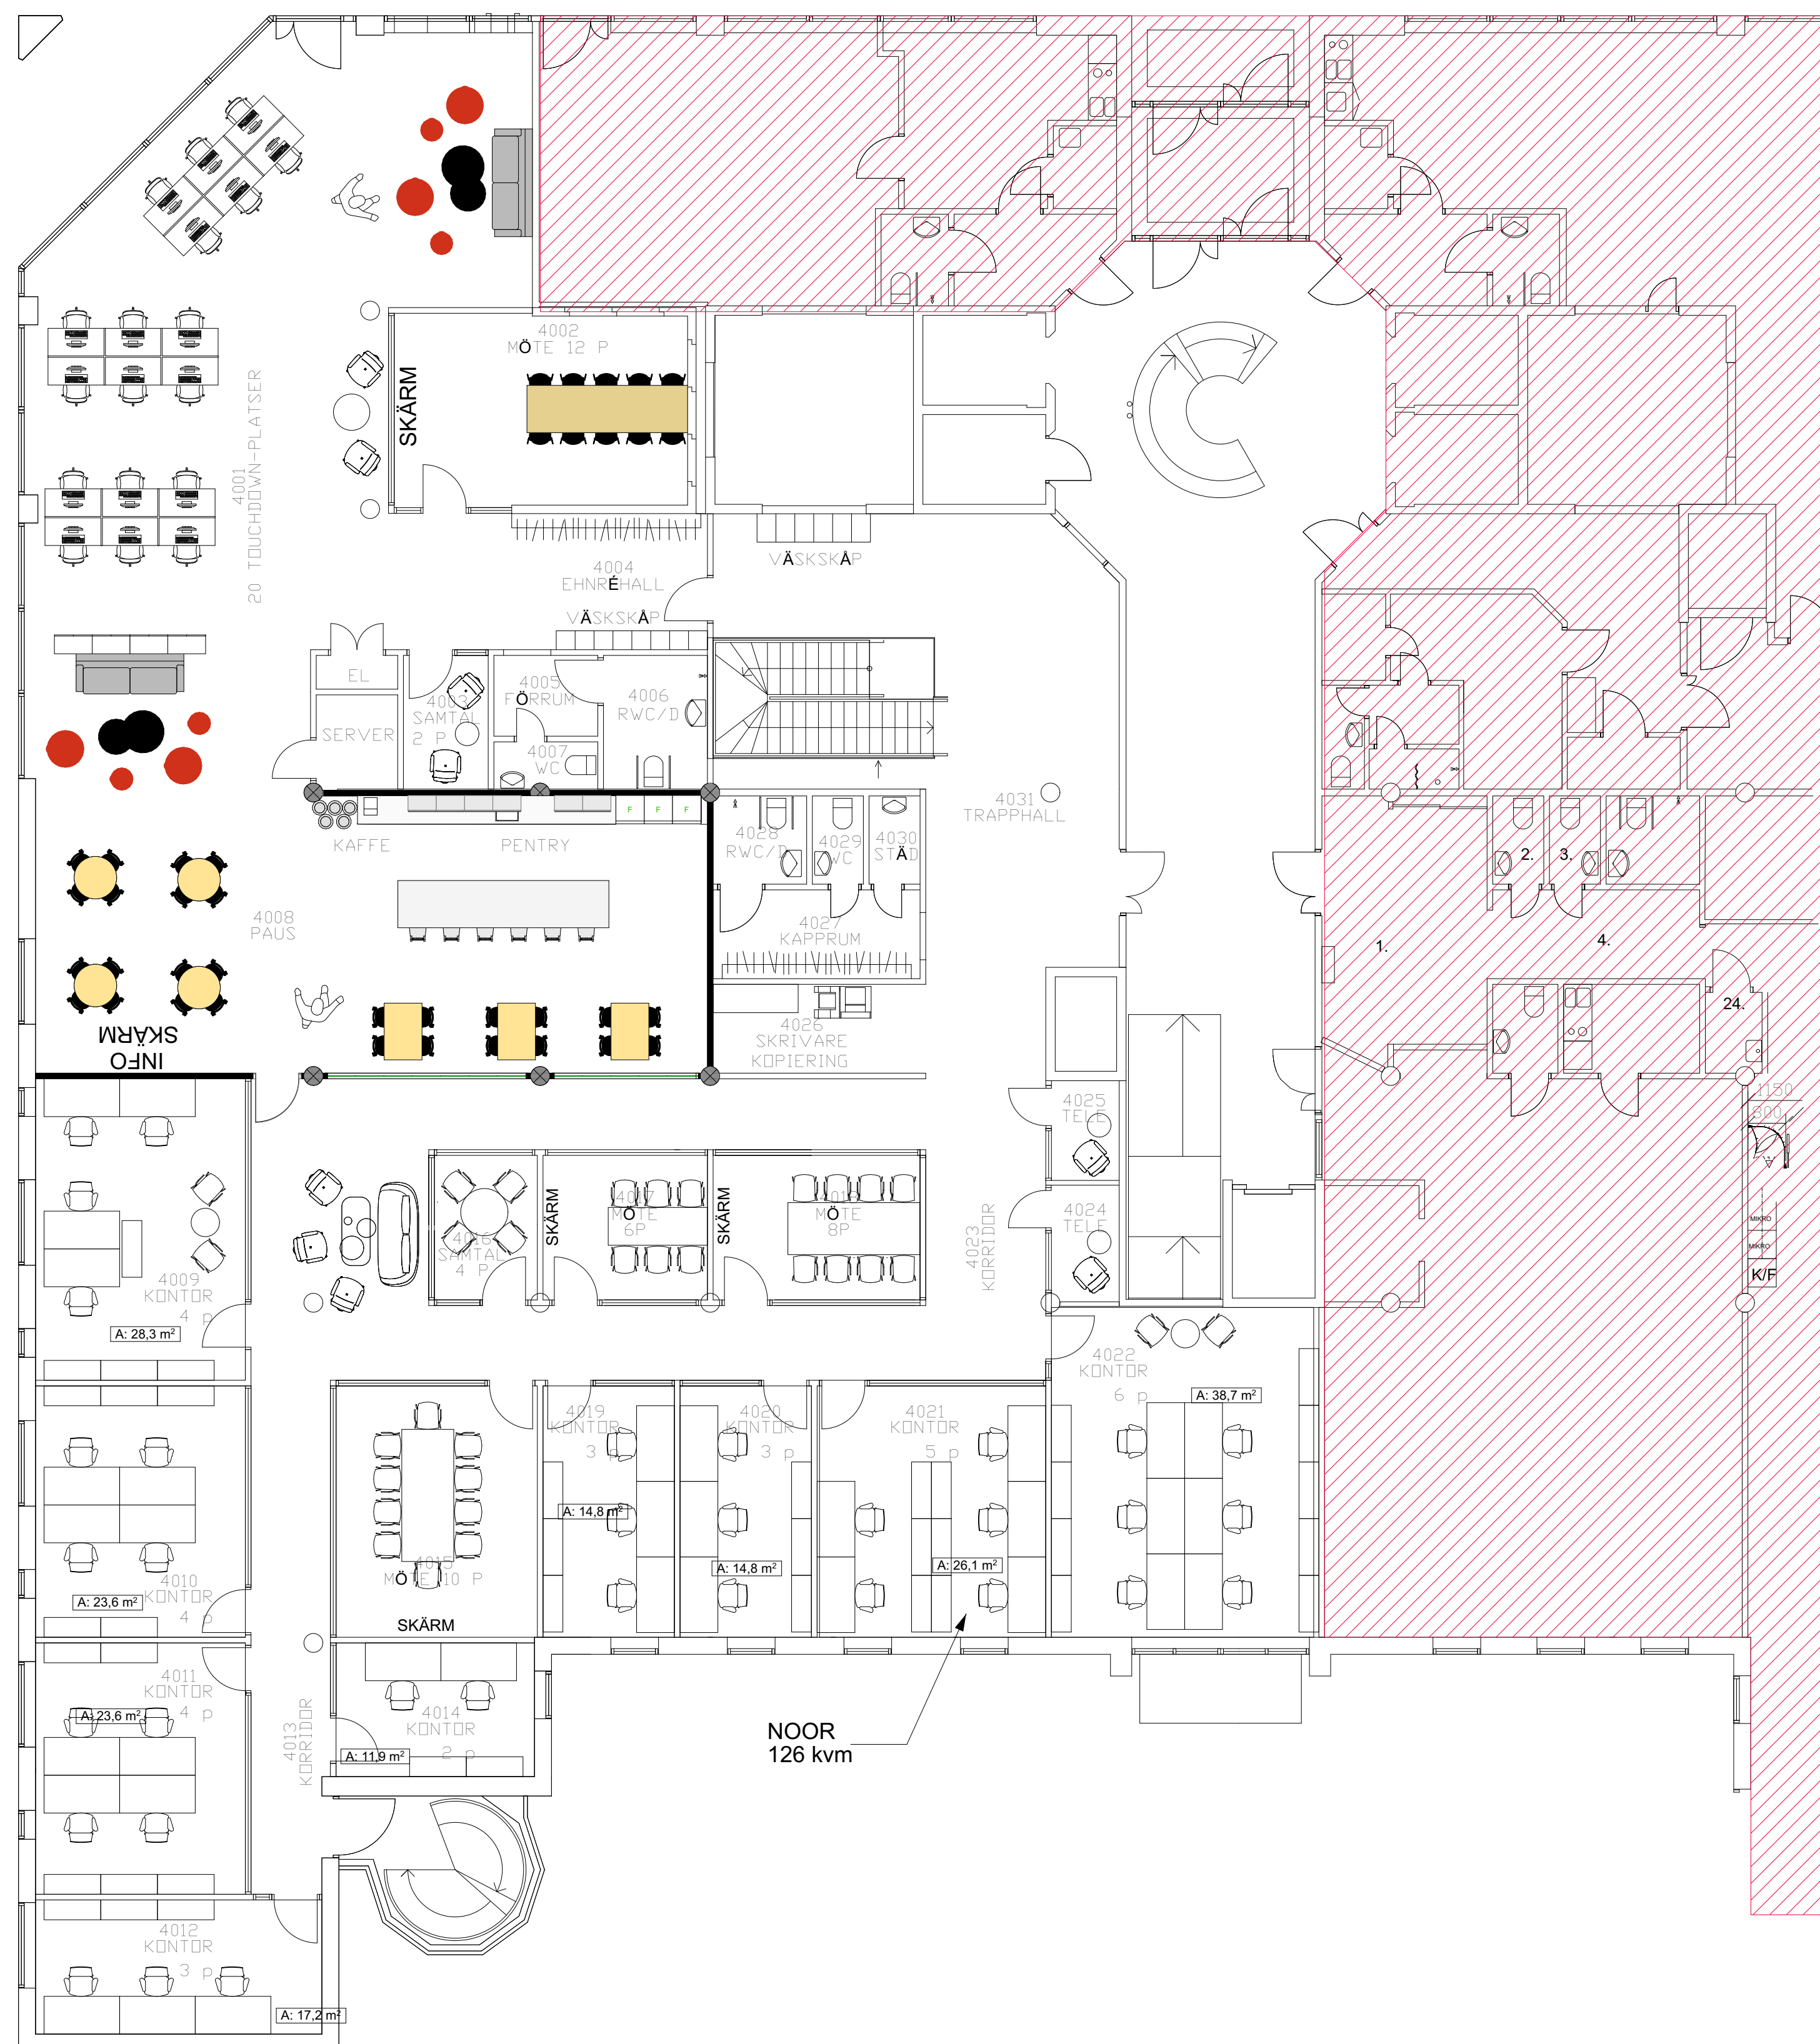 4002
MÖTE 12 P
SKÄRM
4001
20 TOUCHDOWN-PLATSER
4004
EHNRÉHALL
VÄSKSKÅP
VÄSKSKÅP
EL
SERVER
4003
SAMTAL
2 P
4005
FÖRRUM
4006
RWC/D
4007
WC
F F F
KAFFE
PENTRY
4008
PAUS
INFO
SKÄRM
4028
RWC/D
4029
WC
4030
STÄD
4031
TRAPPHALL
4027
KAPPRUM
4026
SKRIVARE
KOPIERING
4025
TELE
4024
TELE
4023
KORRIDOR
1.
2.
3.
4.
24.
1150
800
MIKRO
MIKRO
K/F
4009
KONTOR
4 p
A: 28,3 m²
4016
SAMTAL
4 P
SKÄRM
4017
MÖTE
6P
SKÄRM
4018
MÖTE
8P
4010
KONTOR
4 p
A: 23,6 m²
4015
MÖTE 10 P
SKÄRM
4019
KONTOR
3 p
A: 14,8 m²
4020
KONTOR
3 p
A: 14,8 m²
4021
KONTOR
5 p
A: 26,1 m²
4022
KONTOR
6 p
A: 38,7 m²
4011
KONTOR
4 p
A: 23,6 m²
4013
KORRIDOR
4014
KONTOR
2 p
A: 11,9 m²
NOOR
126 kvm
4012
KONTOR
3 p
A: 17,2 m²